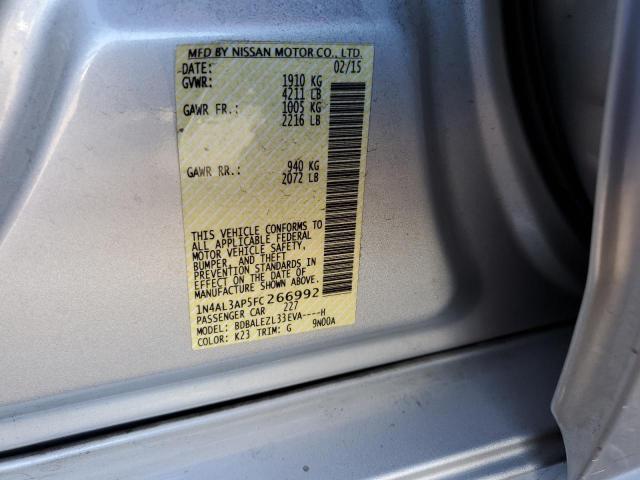 MFD BY NISSAN MOTOR CO., LTD.
DATE: 02/15
GVWR: 1910 KG
4211 LB
GAWR FR.: 1005 KG
2216 LB
GAWR RR.: 940 KG
2072 LB
THIS VEHICLE CONFORMS TO
ALL APPLICABLE FEDERAL
MOTOR VEHICLE SAFETY,
BUMPER, AND THEFT
PREVENTION STANDARDS IN
EFFECT ON THE DATE OF
MANUFACTURE SHOWN ABOVE.
1N4AL3AP5FC266992
PASSENGER CAR 227
MODEL: BDBALEZL33EVA----H
COLOR: K23 TRIM: G 9N00A